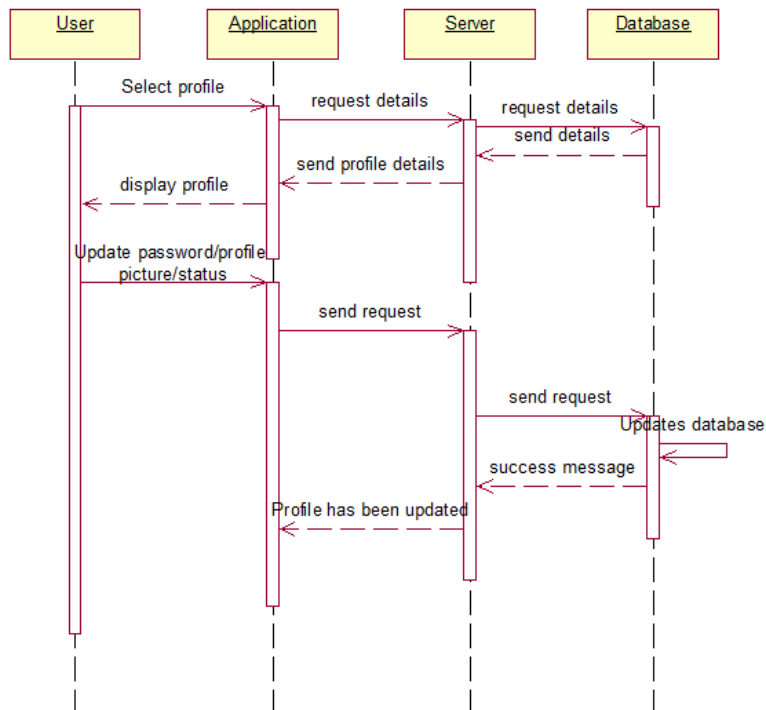 User
Application
Server
Database
Select profile
request details
request details
send details
send profile details
display profile
Update password/profile
picture/status
send request
send request
Updates database
success message
Profile has been updated